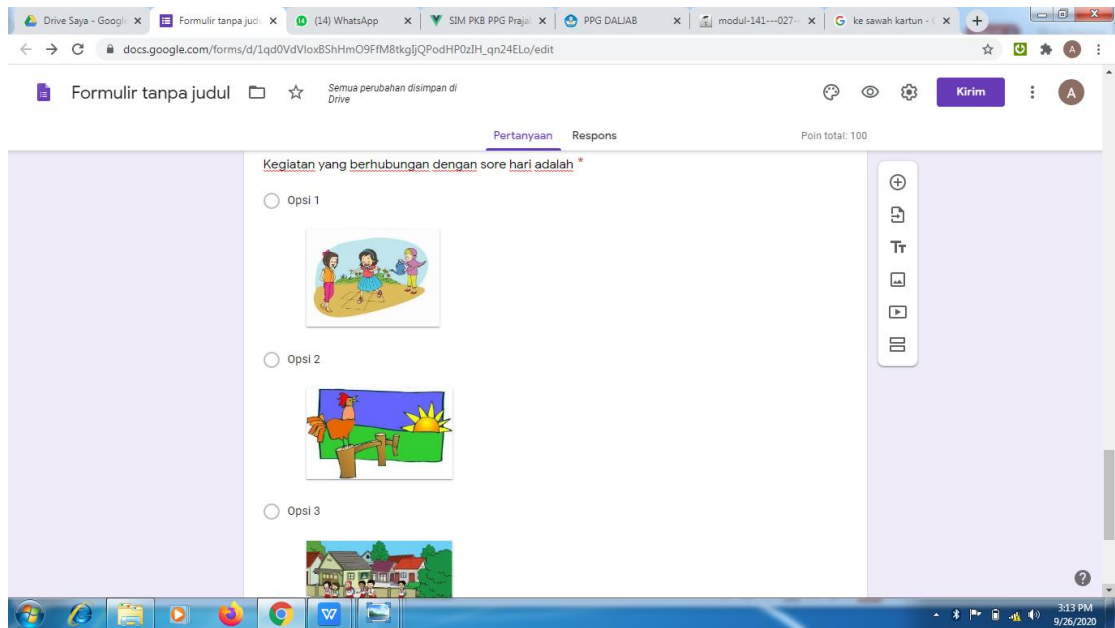 Drive Saya - Googl
Formulir tanpa jud
(14) WhatsApp
SIM PKB PPG Praja
PPG DALJAB
modul-141---027--
ke sawah kartun -
docs.google.com/forms/d/1qd0VdVIoxBShHmO9FfM8tkgIjQPodHP0zIH_qn24ELo/edit
A
Formulir tanpa judul
Semua perubahan disimpan di
Drive
Kirim
A
Pertanyaan Respons
Poin total: 100
Kegiatan yang berhubungan dengan sore hari adalah *
Opsi 1
Tт
Opsi 2
Opsi 3
3:13 PM
9/26/2020